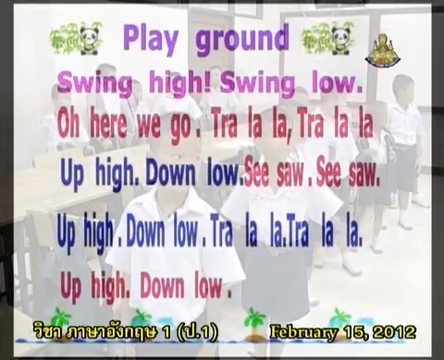 Play ground
Swing high! Swing low.
Oh here we go. Tra la la, Tra la la
Up high. Down low.See saw. See saw.
Up high. Down low. Tra la la.Tra la la.
Up high. Down low.
วิชา ภาษาอังกฤษ 1 (ป.1) February 15, 2012